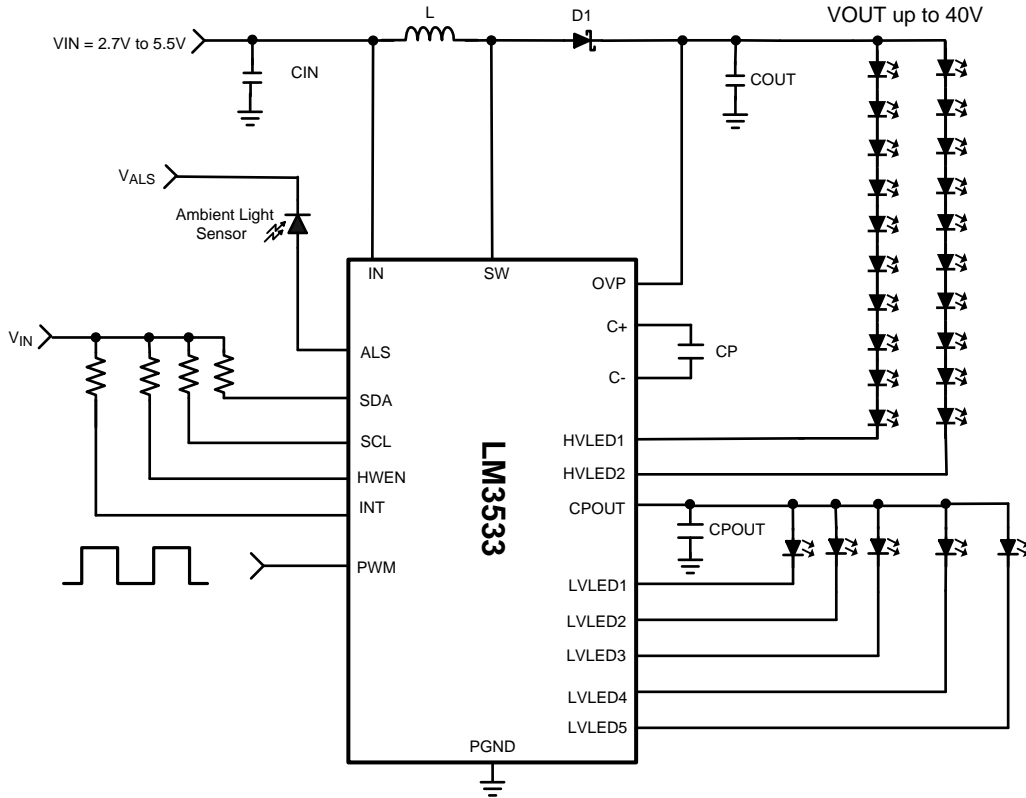 L
D1
VOUT up to 40V
VIN = 2.7V to 5.5V
CIN
COUT
VALS
Ambient Light
Sensor
IN
SW
OVP
C+
CP
C-
VIN
ALS
SDA
SCL
HWEN
INT
PWM
LM3533
HVLED1
HVLED2
CPOUT
CPOUT
LVLED1
LVLED2
LVLED3
LVLED4
LVLED5
PGND